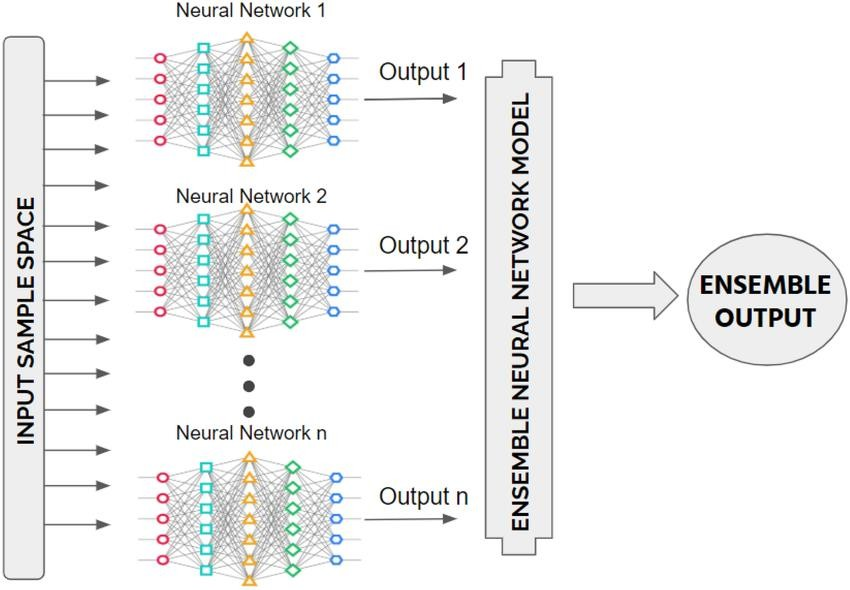 INPUT SAMPLE SPACE
Neural Network 1
Output 1
Neural Network 2
Output 2
Neural Network n
Output n
ENSEMBLE NEURAL NETWORK MODEL
ENSEMBLE
OUTPUT